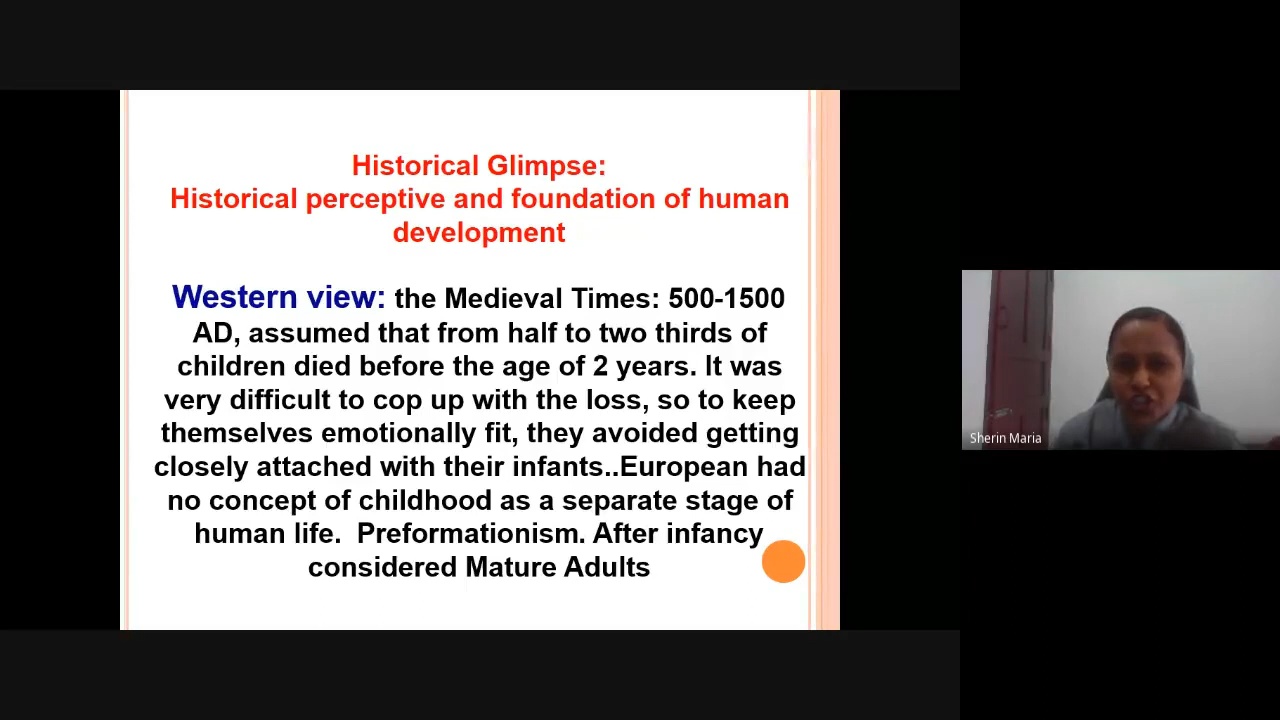 Historical Glimpse:
Historical perceptive and foundation of human
development
Western view: the Medieval Times: 500-1500
AD, assumed that from half to two thirds of
children died before the age of 2 years. It was
very difficult to cop up with the loss, so to keep
themselves emotionally fit, they avoided getting
closely attached with their infants..European had
no concept of childhood as a separate stage of
human life.  Preformationism. After infancy
considered Mature Adults
Sherin Maria